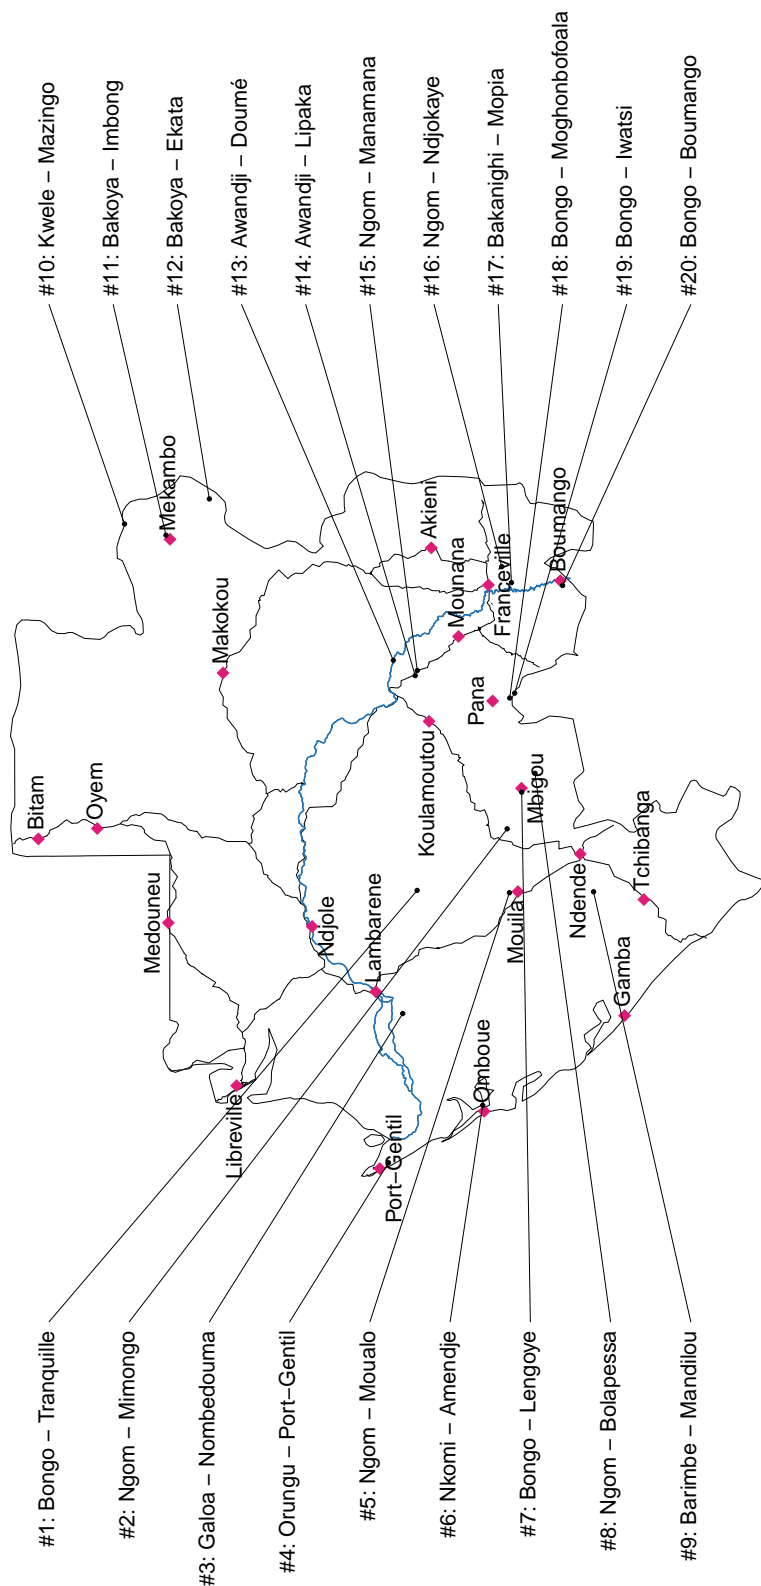 #1: Bongo – Tranquille
#2: Ngom – Mimongo
#3: Galoa – Nombedouma
#4: Orungu – Port–Gentil
#5: Ngom – Moualo
#6: Nkomi – Amendje
#7: Bongo – Lengoye
#8: Ngom – Bolapessa
#9: Barimbe – Mandilou
#10: Kwele – Mazingo
#11: Bakoya – Imbong
#12: Bakoya – Ekata
#13: Awandji – Doumé
#14: Awandji – Lipaka
#15: Ngom – Manamana
#16: Ngom – Ndjokaye
#17: Bakanighi – Mopia
#18: Bongo – Moghonbofoala
#19: Bongo – Iwatsi
#20: Bongo – Boumango
Bitam
Oyem
Medouneu
Mekambo
Makokou
Libreville
Ndjole
Lambarene
Port–Gentil
Koulamoutou
Akieni
Mounana
Omboue
Franceville
Pana
Mouila
Mbigou
Boumango
Ndende
Gamba
Tchibanga